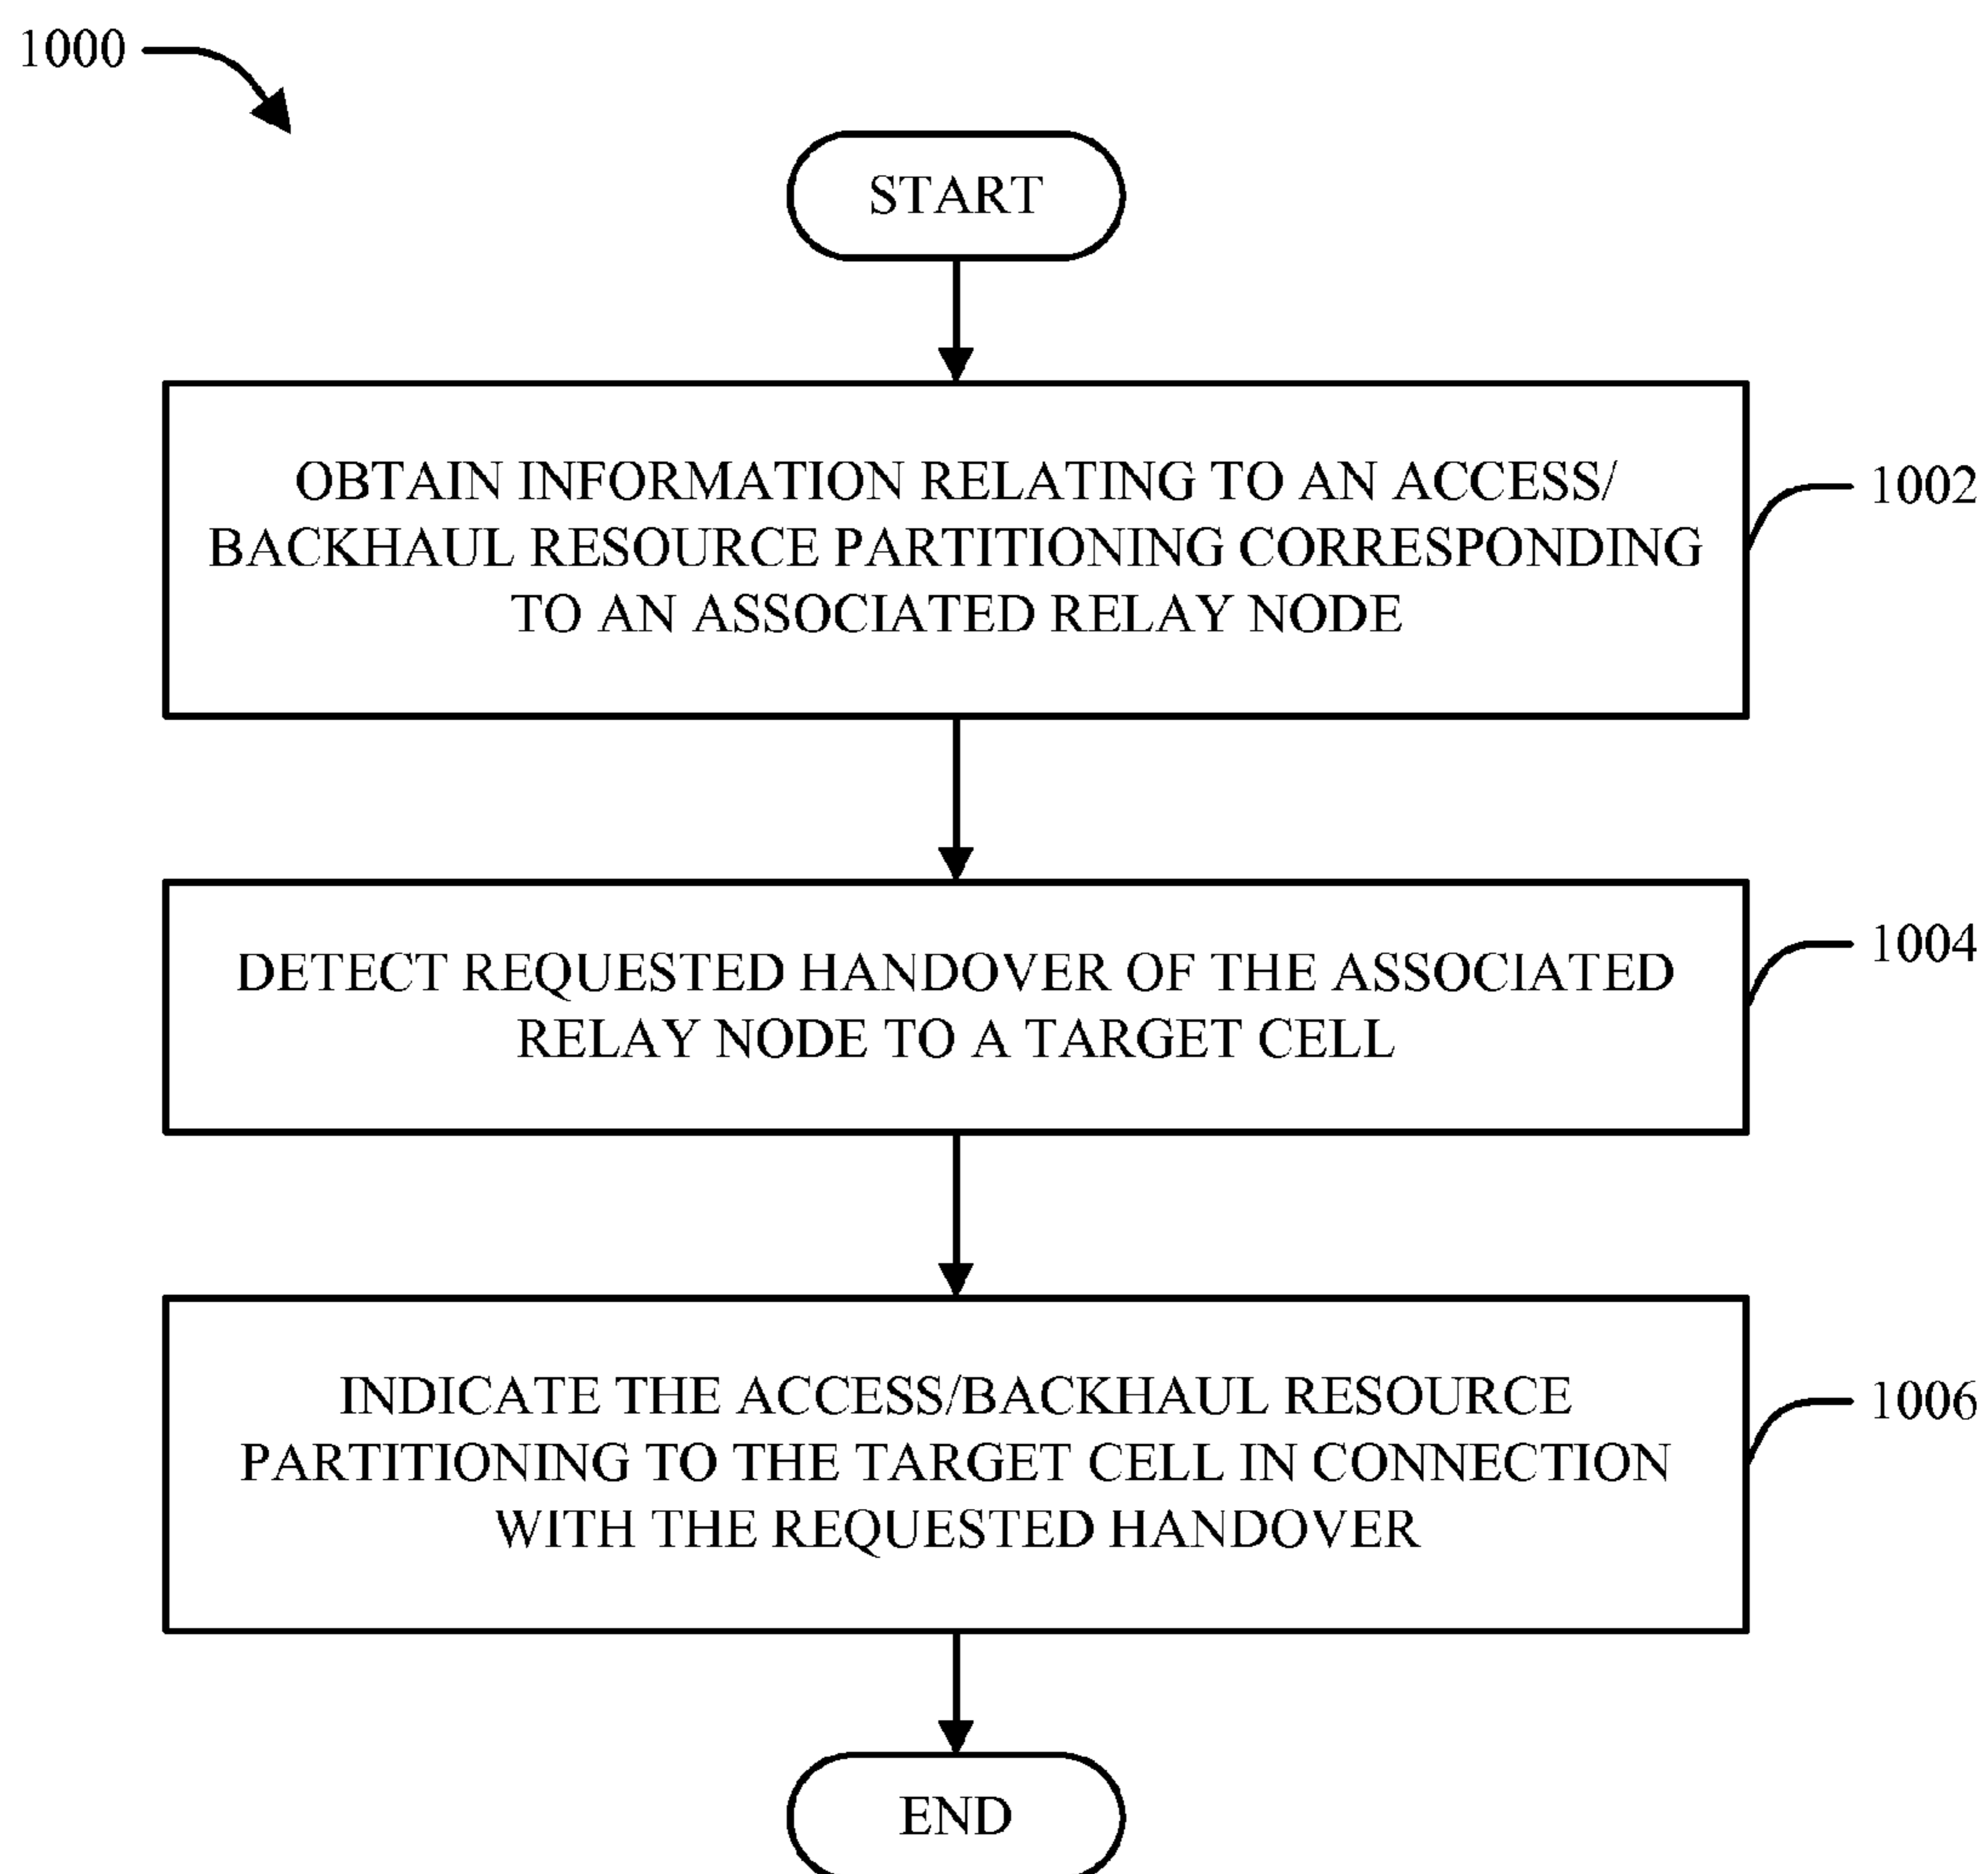 1000
START
OBTAIN INFORMATION RELATING TO AN ACCESS/
BACKHAUL RESOURCE PARTITIONING CORRESPONDING
TO AN ASSOCIATED RELAY NODE
1002
DETECT REQUESTED HANDOVER OF THE ASSOCIATED
RELAY NODE TO A TARGET CELL
1004
INDICATE THE ACCESS/BACKHAUL RESOURCE
PARTITIONING TO THE TARGET CELL IN CONNECTION
WITH THE REQUESTED HANDOVER
1006
END